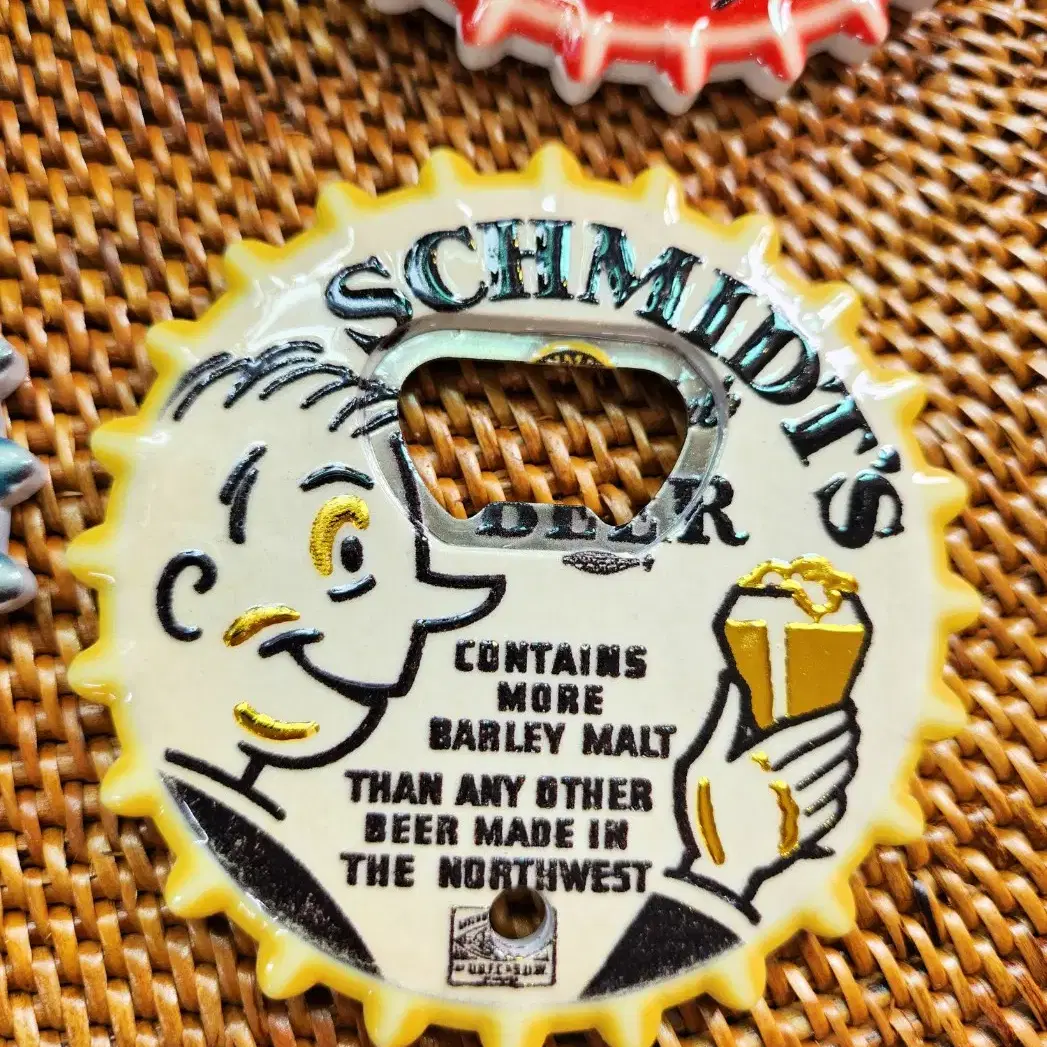 SCHMIDT'S
BEER
CONTAINS
MORE
BARLEY MALT
THAN ANY OTHER
BEER MADE IN
THE NORTHWEST